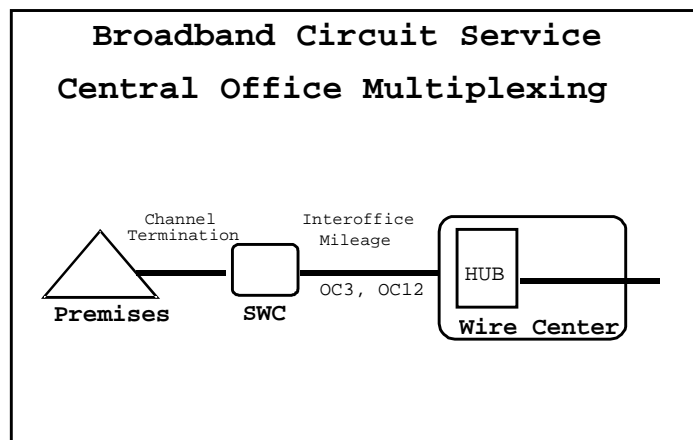 Broadband Circuit Service
Central Office Multiplexing
Channel
Termination
Interoffice
Mileage
HUB
OC3, OC12
Premises
SWC
Wire Center